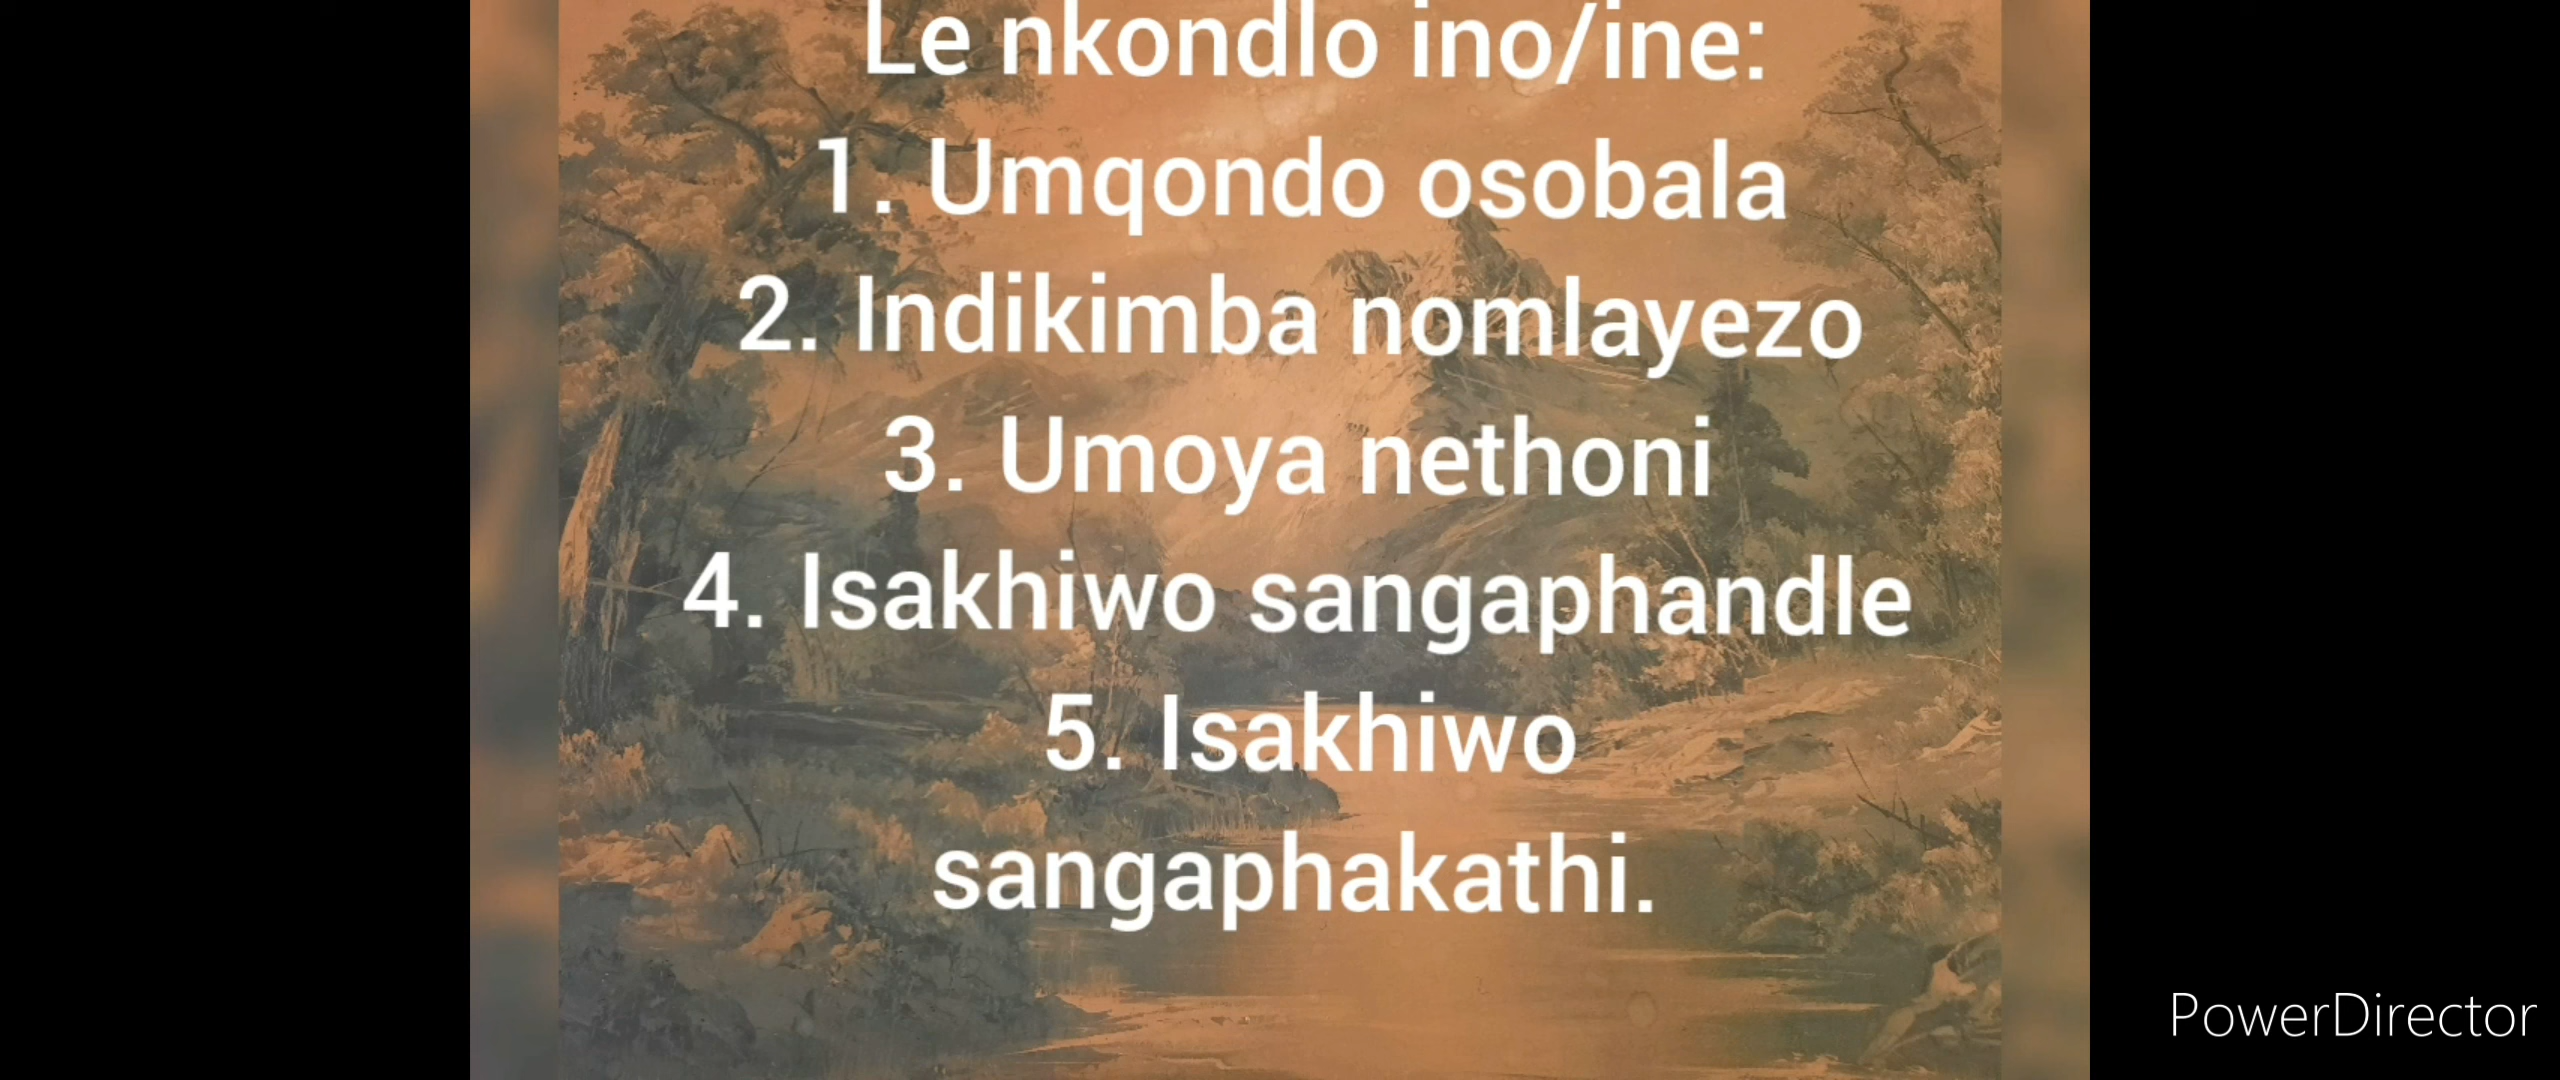 Le nkondlo ino/ine:
1. Umqondo osobala
2. Indikimba nomlayezo
3. Umoya nethoni
4. Isakhiwo sangaphandle
5. Isakhiwo
sangaphakathi.
PowerDirector